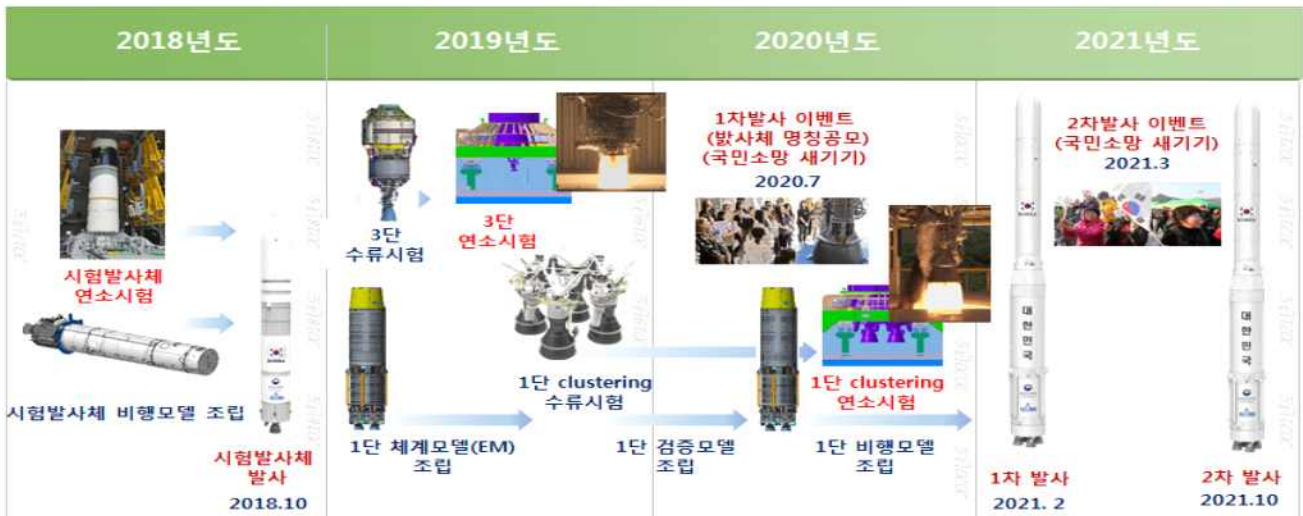 2018년도
2019년도
2020년도
2021년도
시험발사체
연소시험
시험발사체 비행모델 조립
시험발사체
발사
2018.10
3단
수류시험
3단
연소시험
1단 체계모델(EM)
조립
1단 clustering
수류시험
1단 검증모델
조립
1차발사 이벤트
(발사체 명칭공모)
(국민소망 새기기)
2020.7
1단 clustering
연소시험
1단 비행모델
조립
대한민국
1차 발사
2021. 2
2차발사 이벤트
(국민소망 새기기)
2021.3
대한민국
2차 발사
2021.10